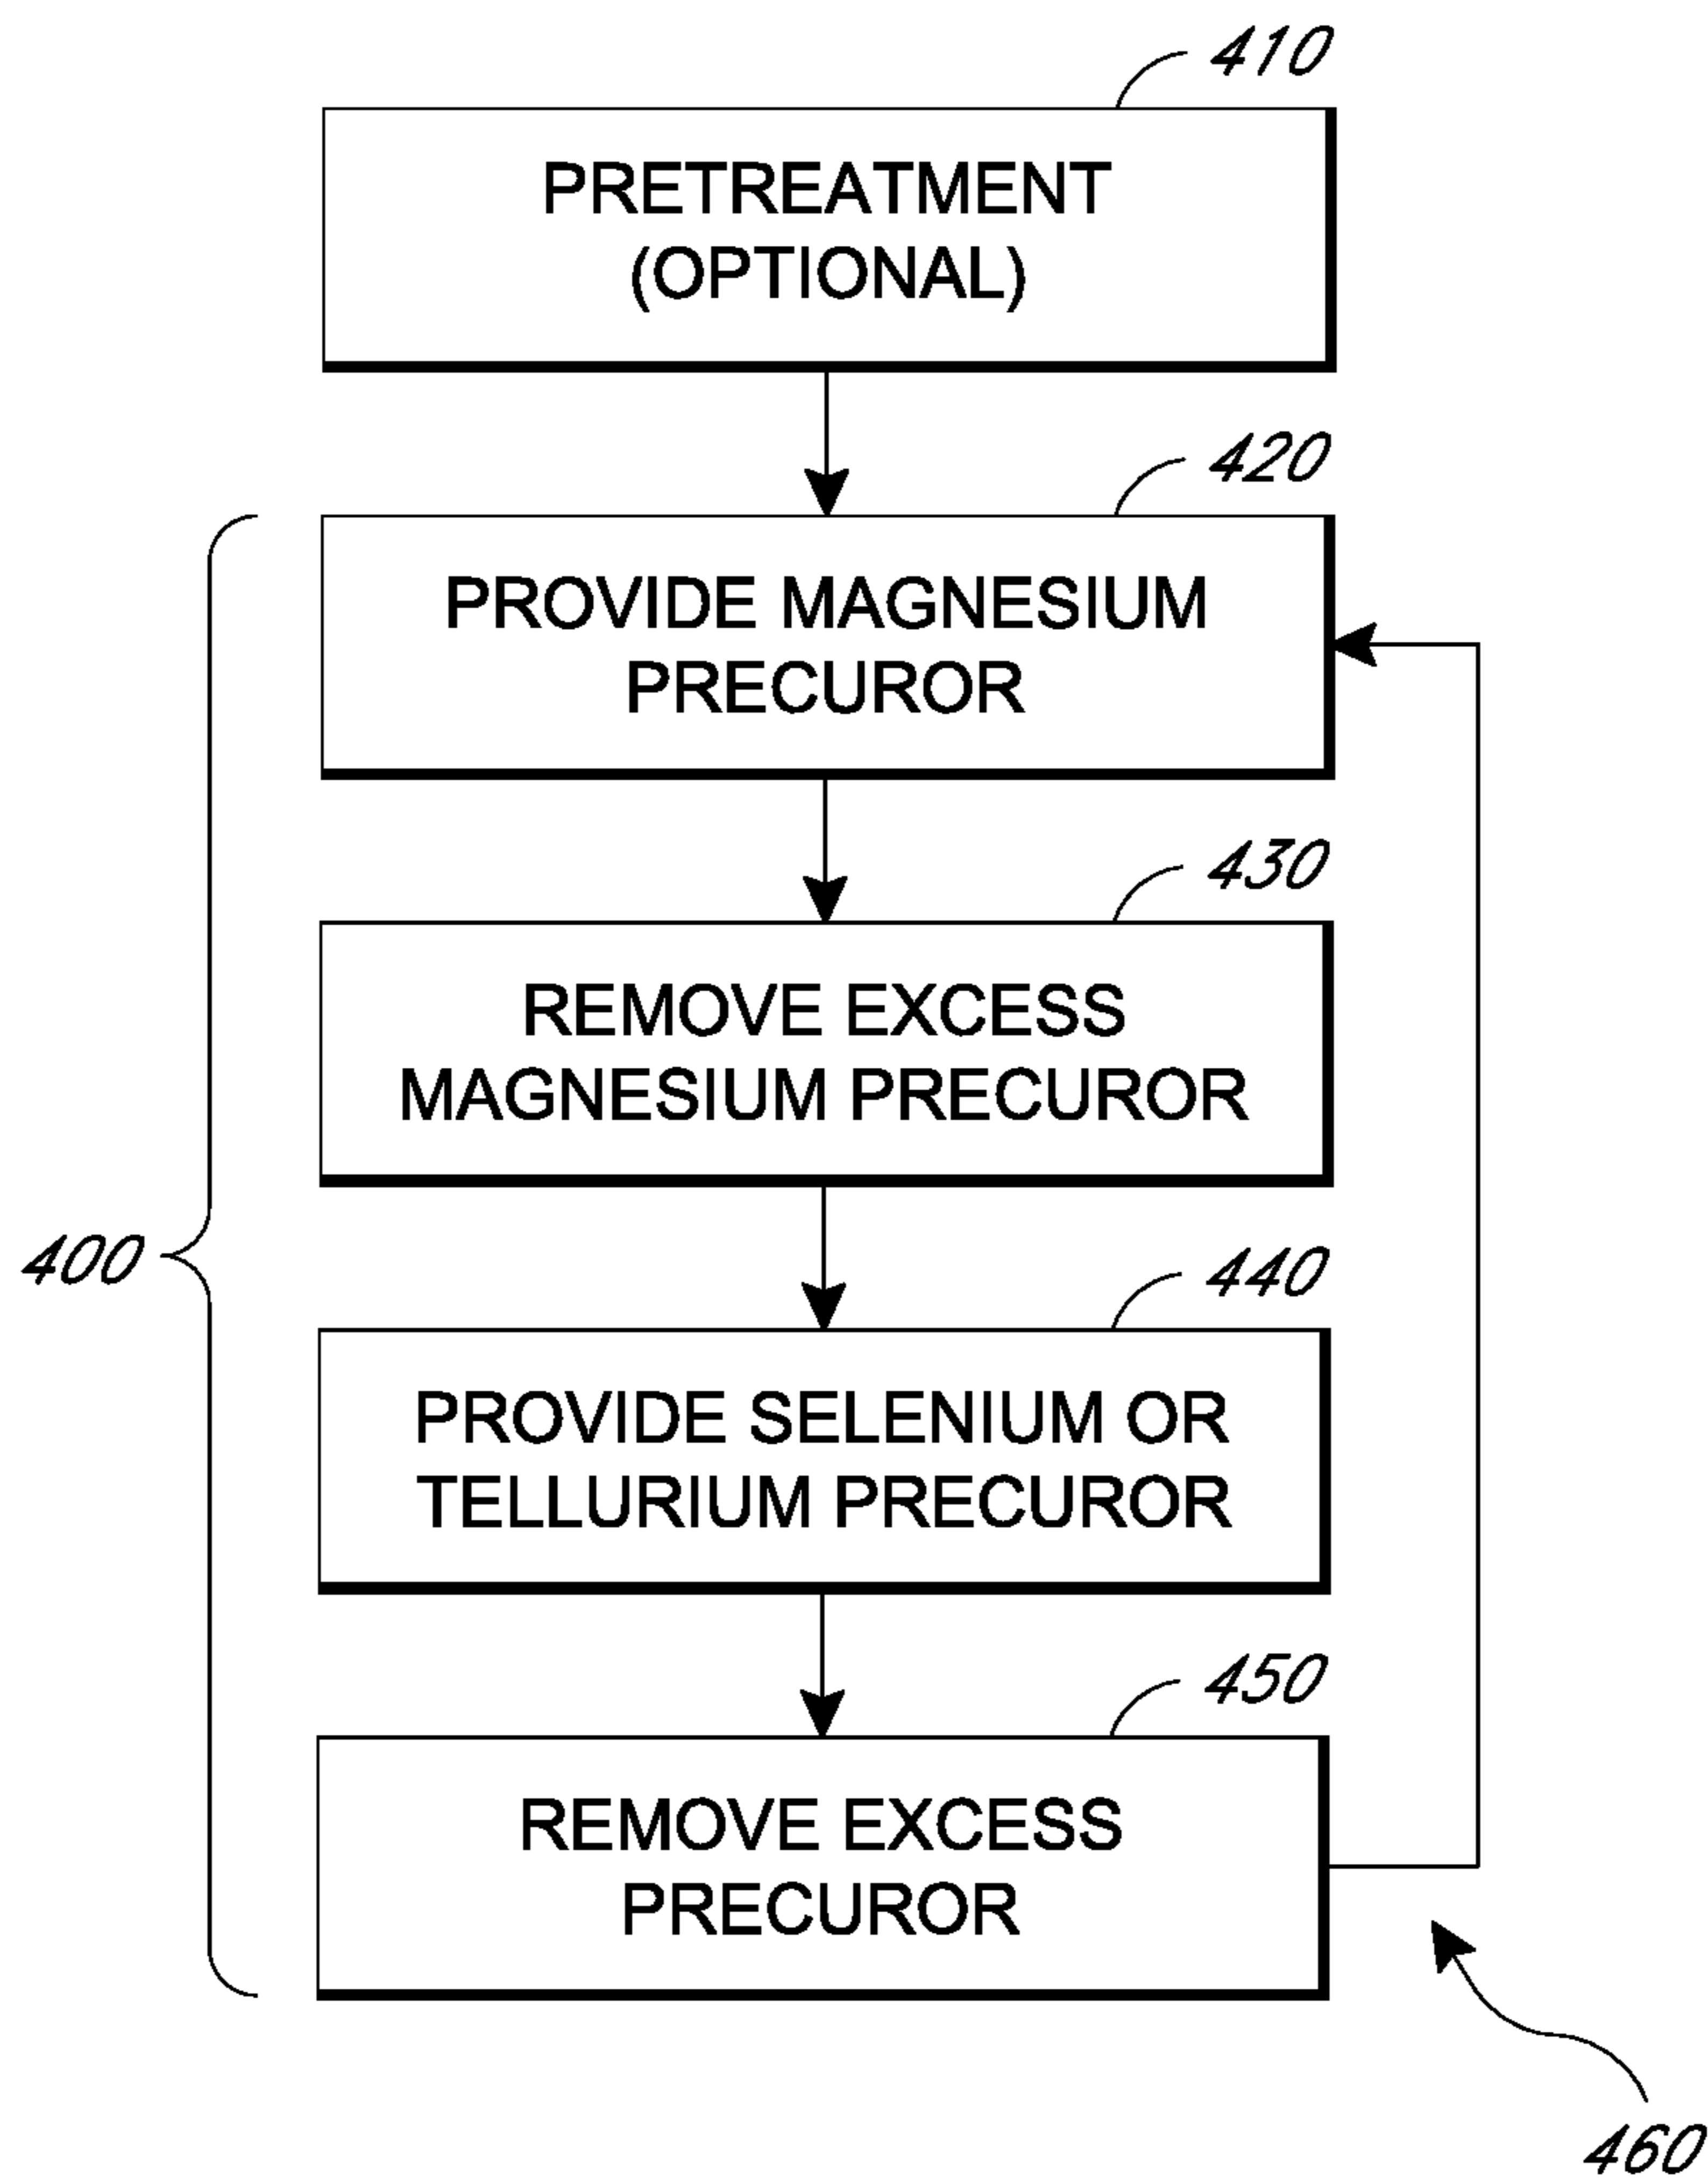 410
PRETREATMENT
(OPTIONAL)
420
PROVIDE MAGNESIUM
PRECUROR
430
REMOVE EXCESS
MAGNESIUM PRECUROR
400
440
PROVIDE SELENIUM OR
TELLURIUM PRECUROR
450
REMOVE EXCESS
PRECUROR
460